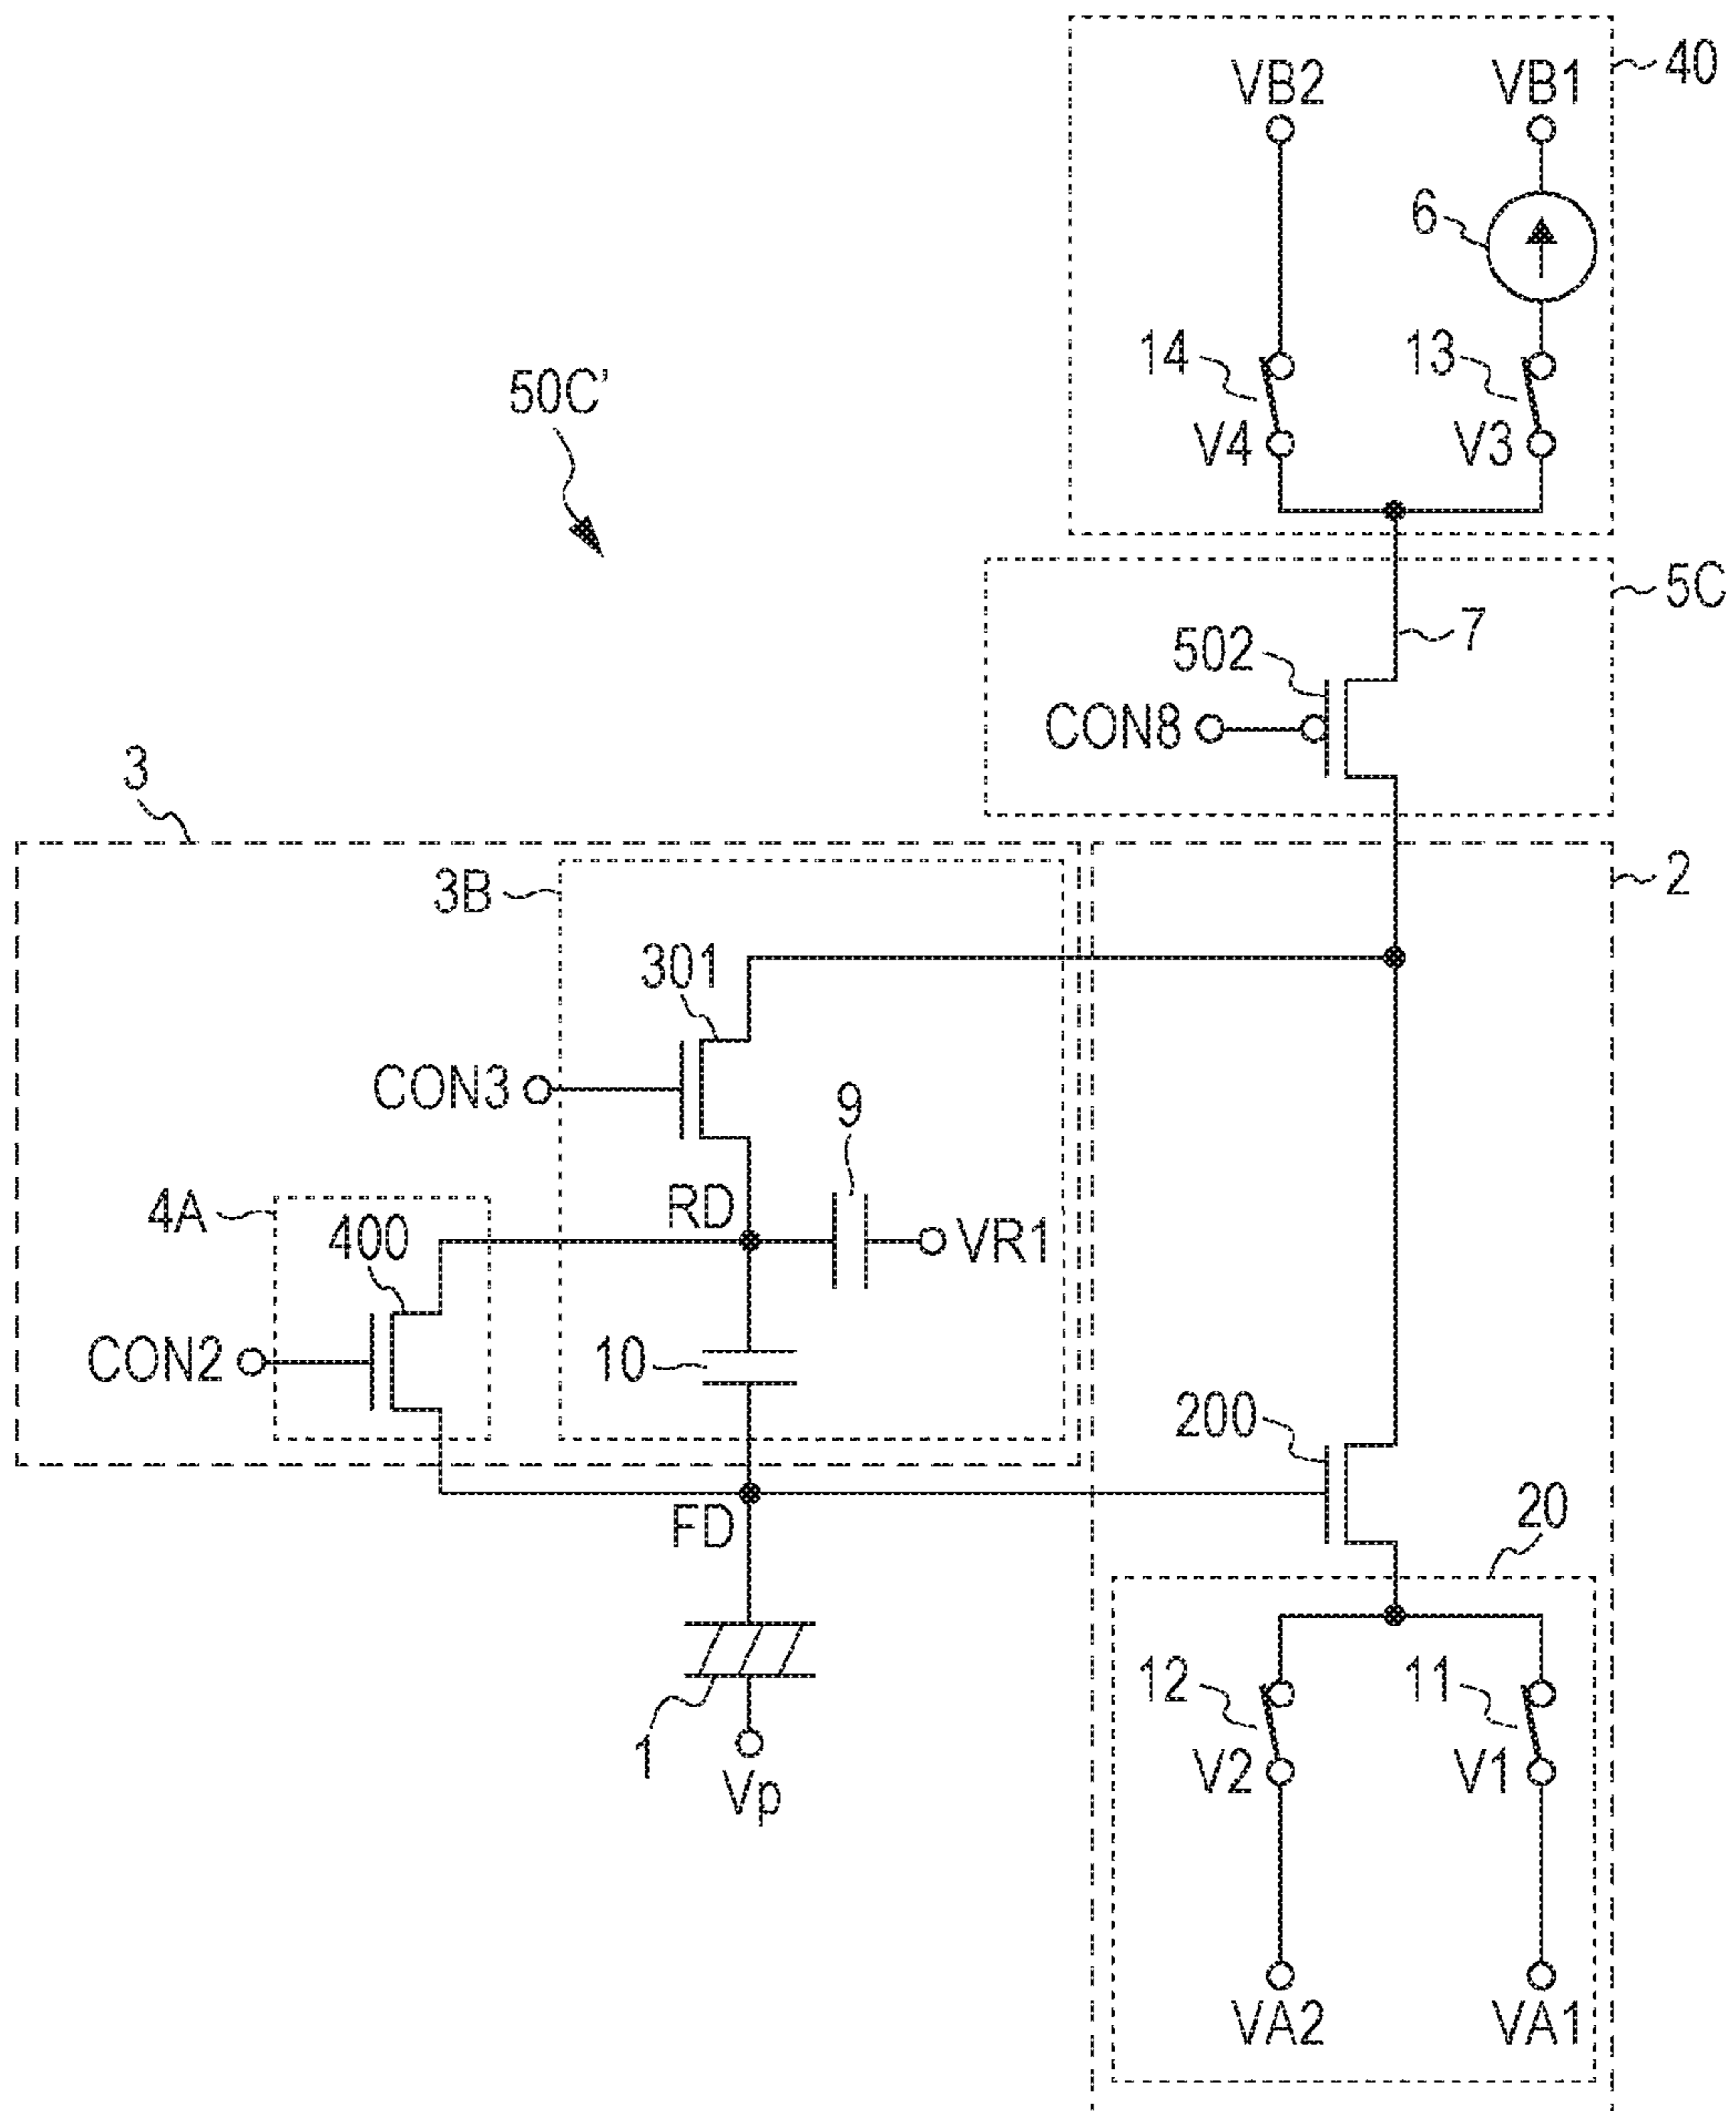 40
VB2 VB1
6
14 13
V4 V3
50C’
5C
7
502
CON8
3
2
3B
301
CON3
9
4A RD
400 VR1
CON2 10
200
FD
20
12 11
1 V2 V1
Vp
VA2 VA1